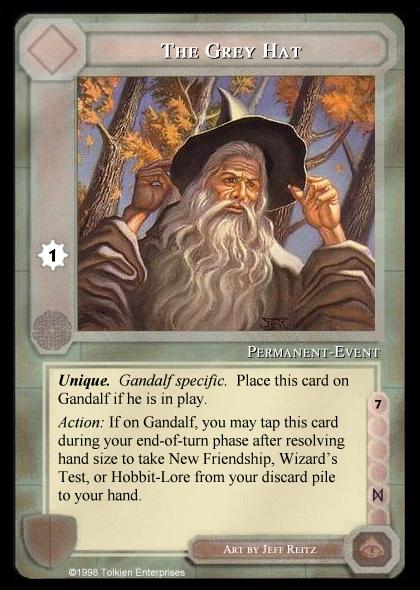 The Grey Hat
1
Permanent-Event
Unique. Gandalf specific. Place this card on
Gandalf if he is in play.
Action: If on Gandalf, you may tap this card
during your end-of-turn phase after resolving
hand size to take New Friendship, Wizard's
Test, or Hobbit-Lore from your discard pile
to your hand.
7
Art by Jeff Reitz
©1998 Tolkien Enterprises